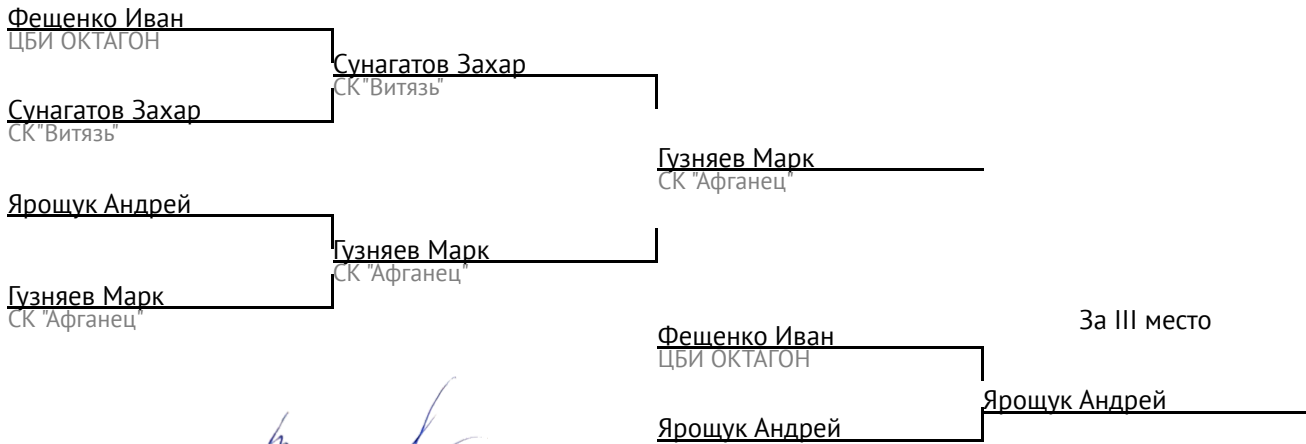 Фещенко Иван
ЦБИ ОКТАГОН
Сунагатов Захар
СК"Витязь"
Сунагатов Захар
СК"Витязь"
Гузняев Марк
СК "Афганец"
Ярощук Андрей
Гузняев Марк
СК "Афганец"
Гузняев Марк
СК "Афганец"
За III место
Фещенко Иван
ЦБИ ОКТАГОН
Ярощук Андрей
Ярощук Андрей